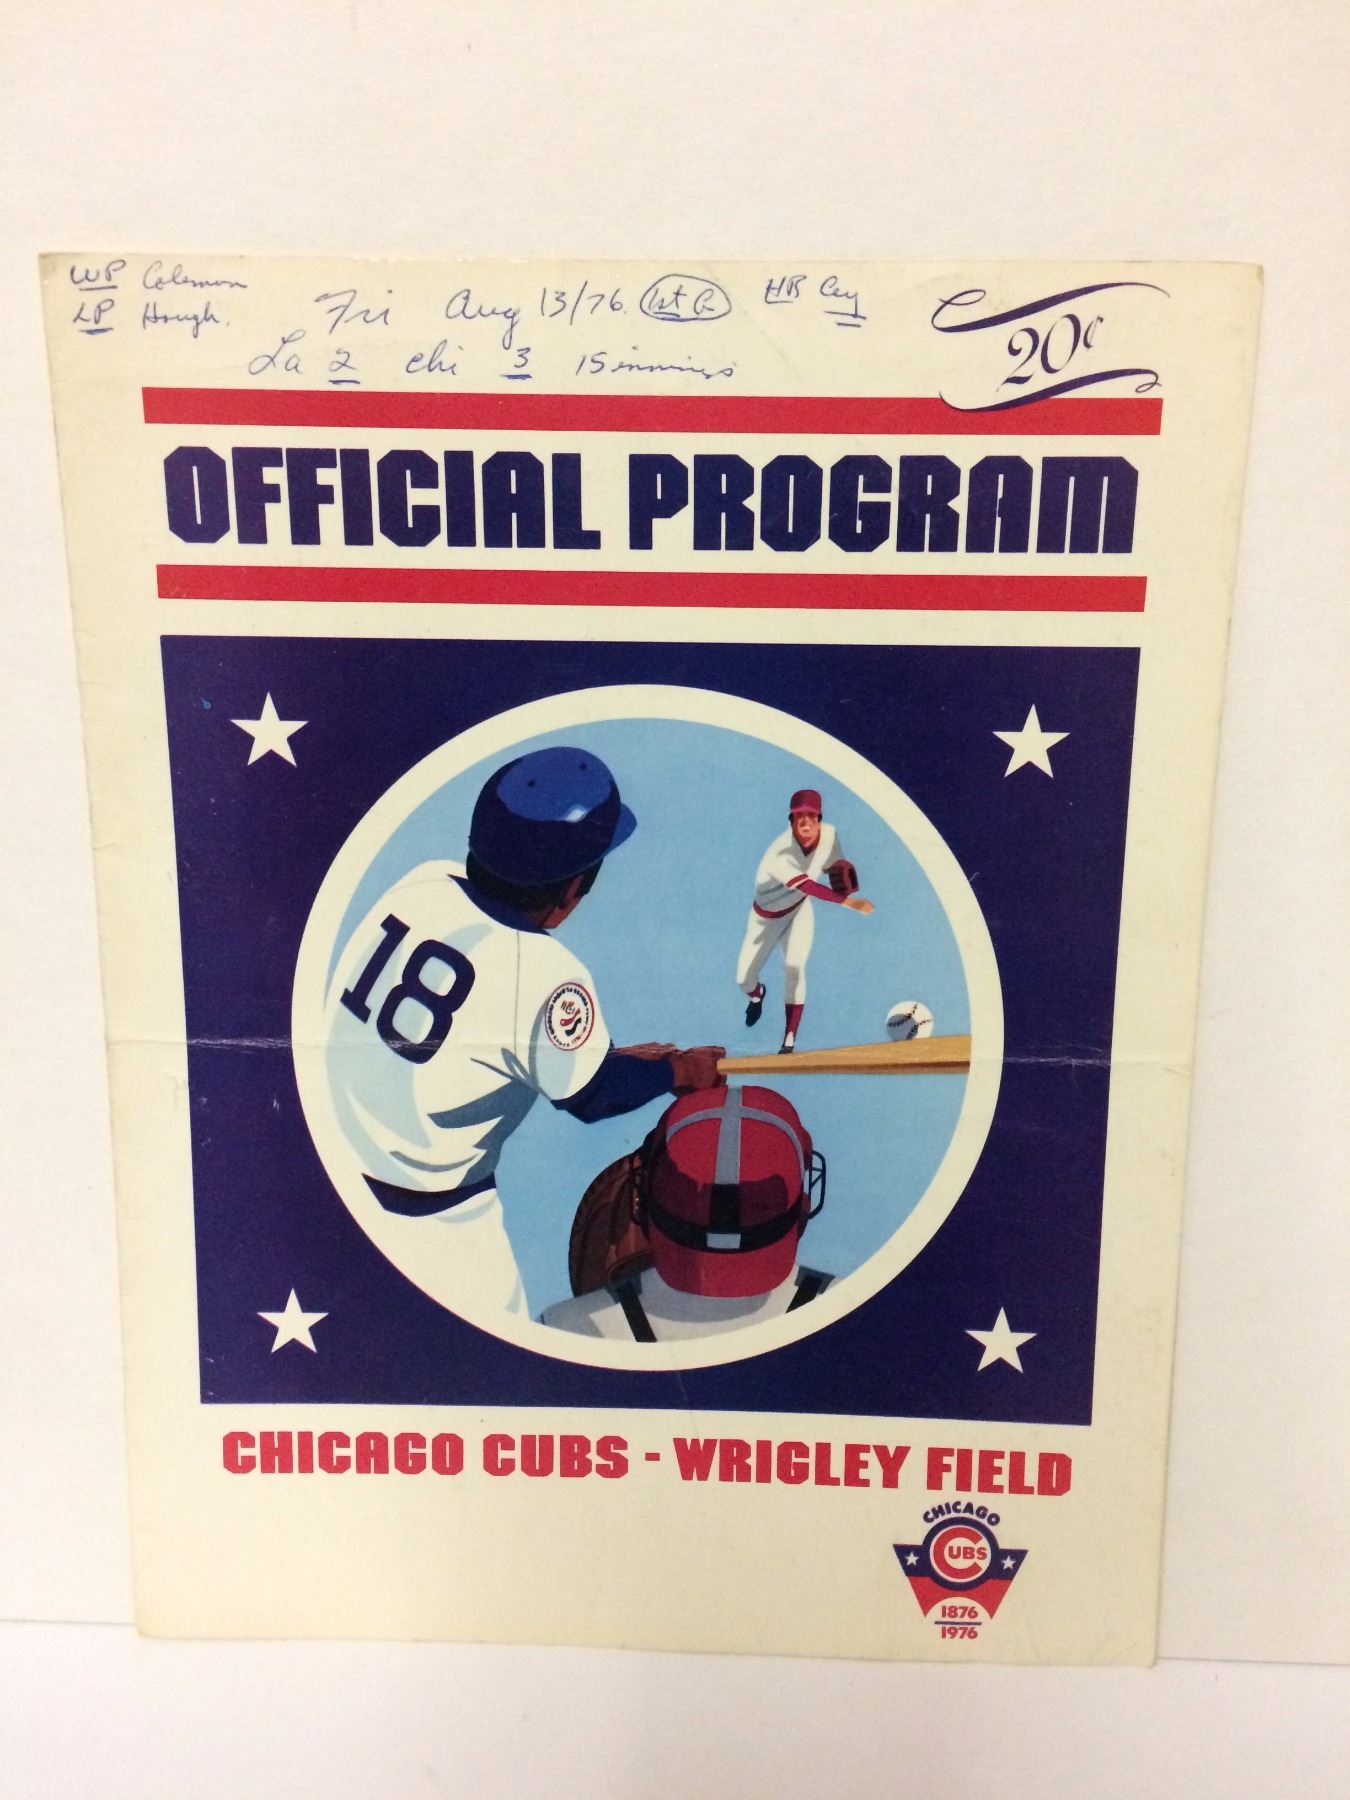 WP Coleman
LP Hough.
Fri Aug 13/76. 1st G
HR Cey
La 2 chi 3 15 innings
20¢
OFFICIAL PROGRAM
18
CHICAGO CUBS - WRIGLEY FIELD
CHICAGO
CUBS
1876
1976